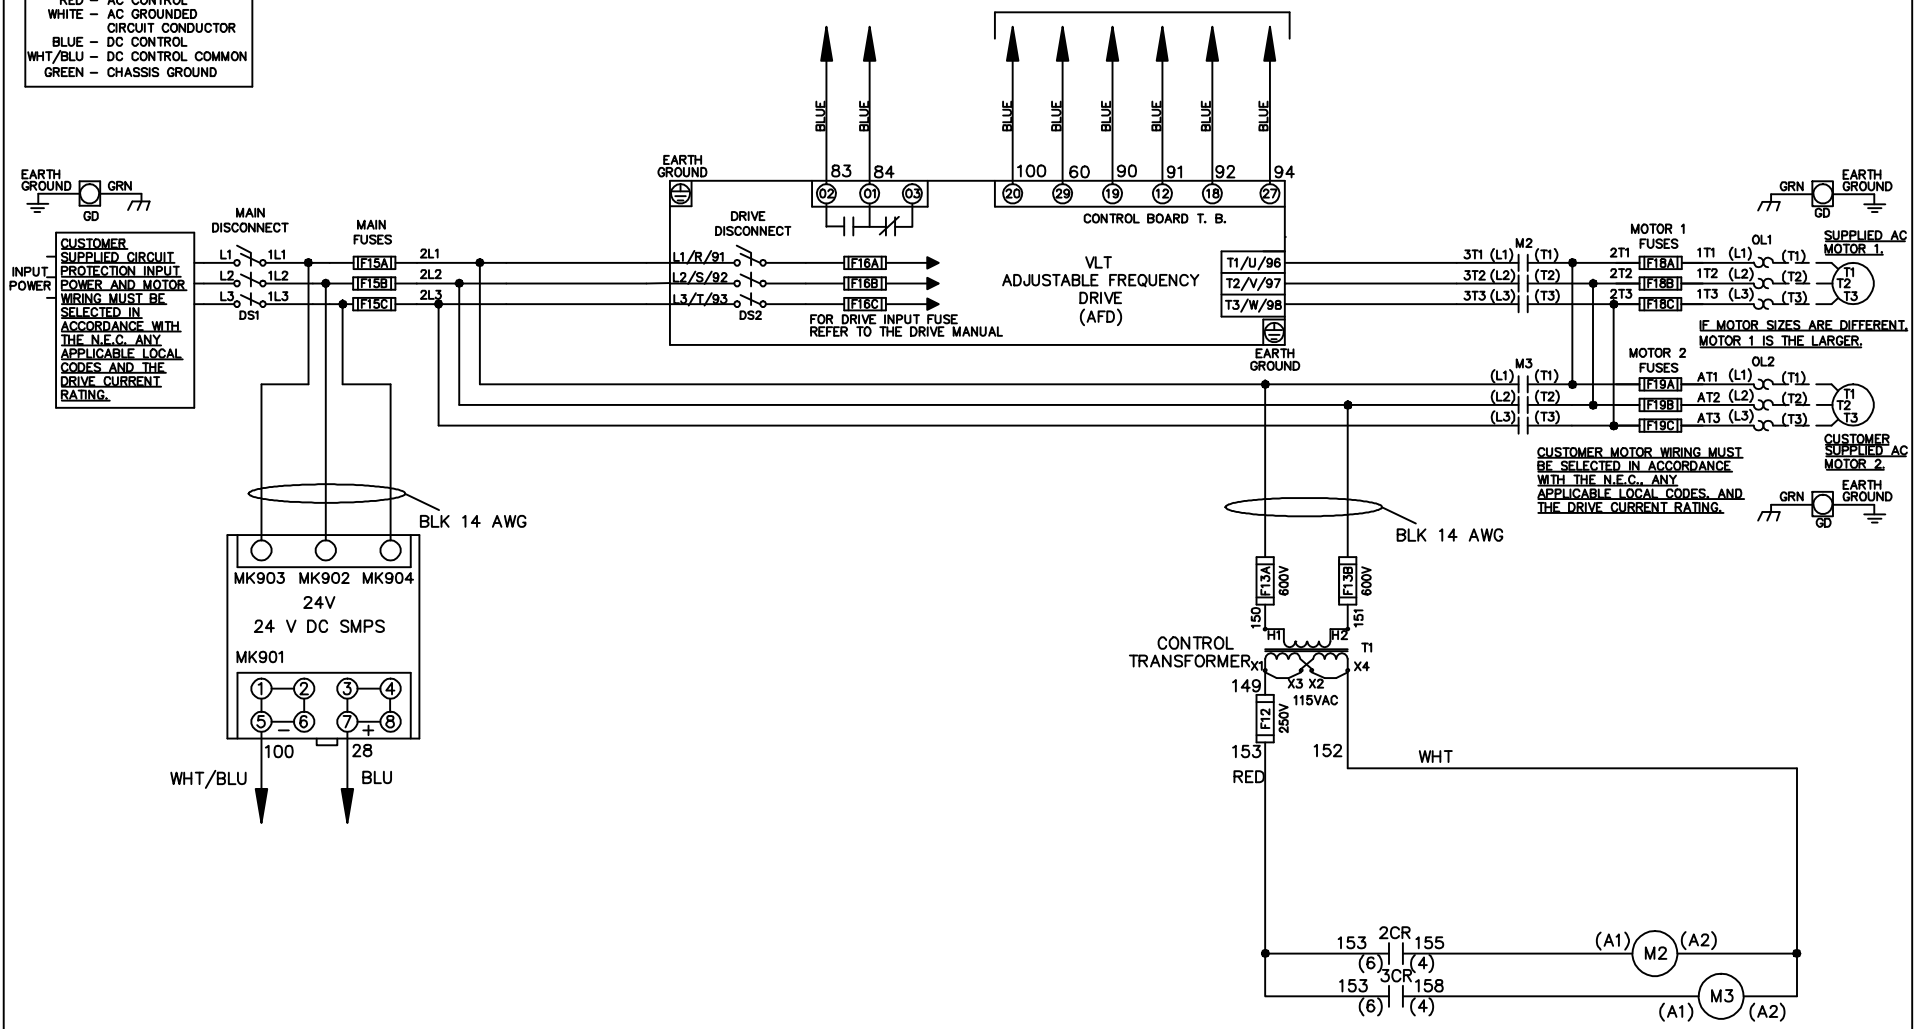 RED – AC CONTROL
WHITE – AC GROUNDED
CIRCUIT CONDUCTOR
BLUE – DC CONTROL
WHT/BLU – DC CONTROL COMMON
GREEN – CHASSIS GROUND
BLUE
BLUE
BLUE
BLUE
BLUE
BLUE
BLUE
BLUE
EARTH
GROUND
GRN
GD
MAIN
DISCONNECT
MAIN
FUSES
INPUT
POWER
CUSTOMER
SUPPLIED CIRCUIT
PROTECTION INPUT
POWER AND MOTOR
WIRING MUST BE
SELECTED IN
ACCORDANCE WITH
THE N.E.C. ANY
APPLICABLE LOCAL
CODES AND THE
DRIVE CURRENT
RATING.
L1 1L1 F15A 2L1
L2 1L2 F15B 2L2
L3 1L3 F15C 2L3
DS1
EARTH
GROUND
83 84
02 01 03
100 60 90 91 92 94
20 29 19 12 18 27
CONTROL BOARD T. B.
DRIVE
DISCONNECT
L1/R/91 F16A
L2/S/92 F16B
L3/T/93 F16C
DS2
FOR DRIVE INPUT FUSE
REFER TO THE DRIVE MANUAL
VLT
ADJUSTABLE FREQUENCY
DRIVE
(AFD)
T1/U/96
T2/V/97
T3/W/98
EARTH
GROUND
M2
3T1 (L1) (T1)
3T2 (L2) (T2)
3T3 (L3) (T3)
MOTOR 1
FUSES
2T1 F18A 1T1 (L1) (T1)
2T2 F18B 1T2 (L2) (T2)
2T3 F18C 1T3 (L3) (T3)
OL1
GRN
EARTH
GROUND
GD
SUPPLIED AC
MOTOR 1.
T1
T2
T3
IF MOTOR SIZES ARE DIFFERENT,
MOTOR 1 IS THE LARGER.
M3
(L1) (T1)
(L2) (T2)
(L3) (T3)
MOTOR 2
FUSES
OL2
F19A AT1 (L1) (T1)
F19B AT2 (L2) (T2)
F19C AT3 (L3) (T3)
T1
T2
T3
CUSTOMER
SUPPLIED AC
MOTOR 2.
CUSTOMER MOTOR WIRING MUST
BE SELECTED IN ACCORDANCE
WITH THE N.E.C., ANY
APPLICABLE LOCAL CODES, AND
THE DRIVE CURRENT RATING.
GRN
EARTH
GROUND
GD
BLK 14 AWG
BLK 14 AWG
MK903 MK902 MK904
24V
24 V DC SMPS
MK901
1 2 3 4
5 – 6 7 + 8
100 28
WHT/BLU BLU
F13A 600V
F13B 600V
150 151
H1 H2
T1
CONTROL
TRANSFORMER
X1 X4
X3 X2
115VAC
149
F12 250V
153 152
RED
WHT
2CR
153 155
(6) (4)
(A1) M2 (A2)
3CR
153 158
(6) (4)
(A1) M3 (A2)